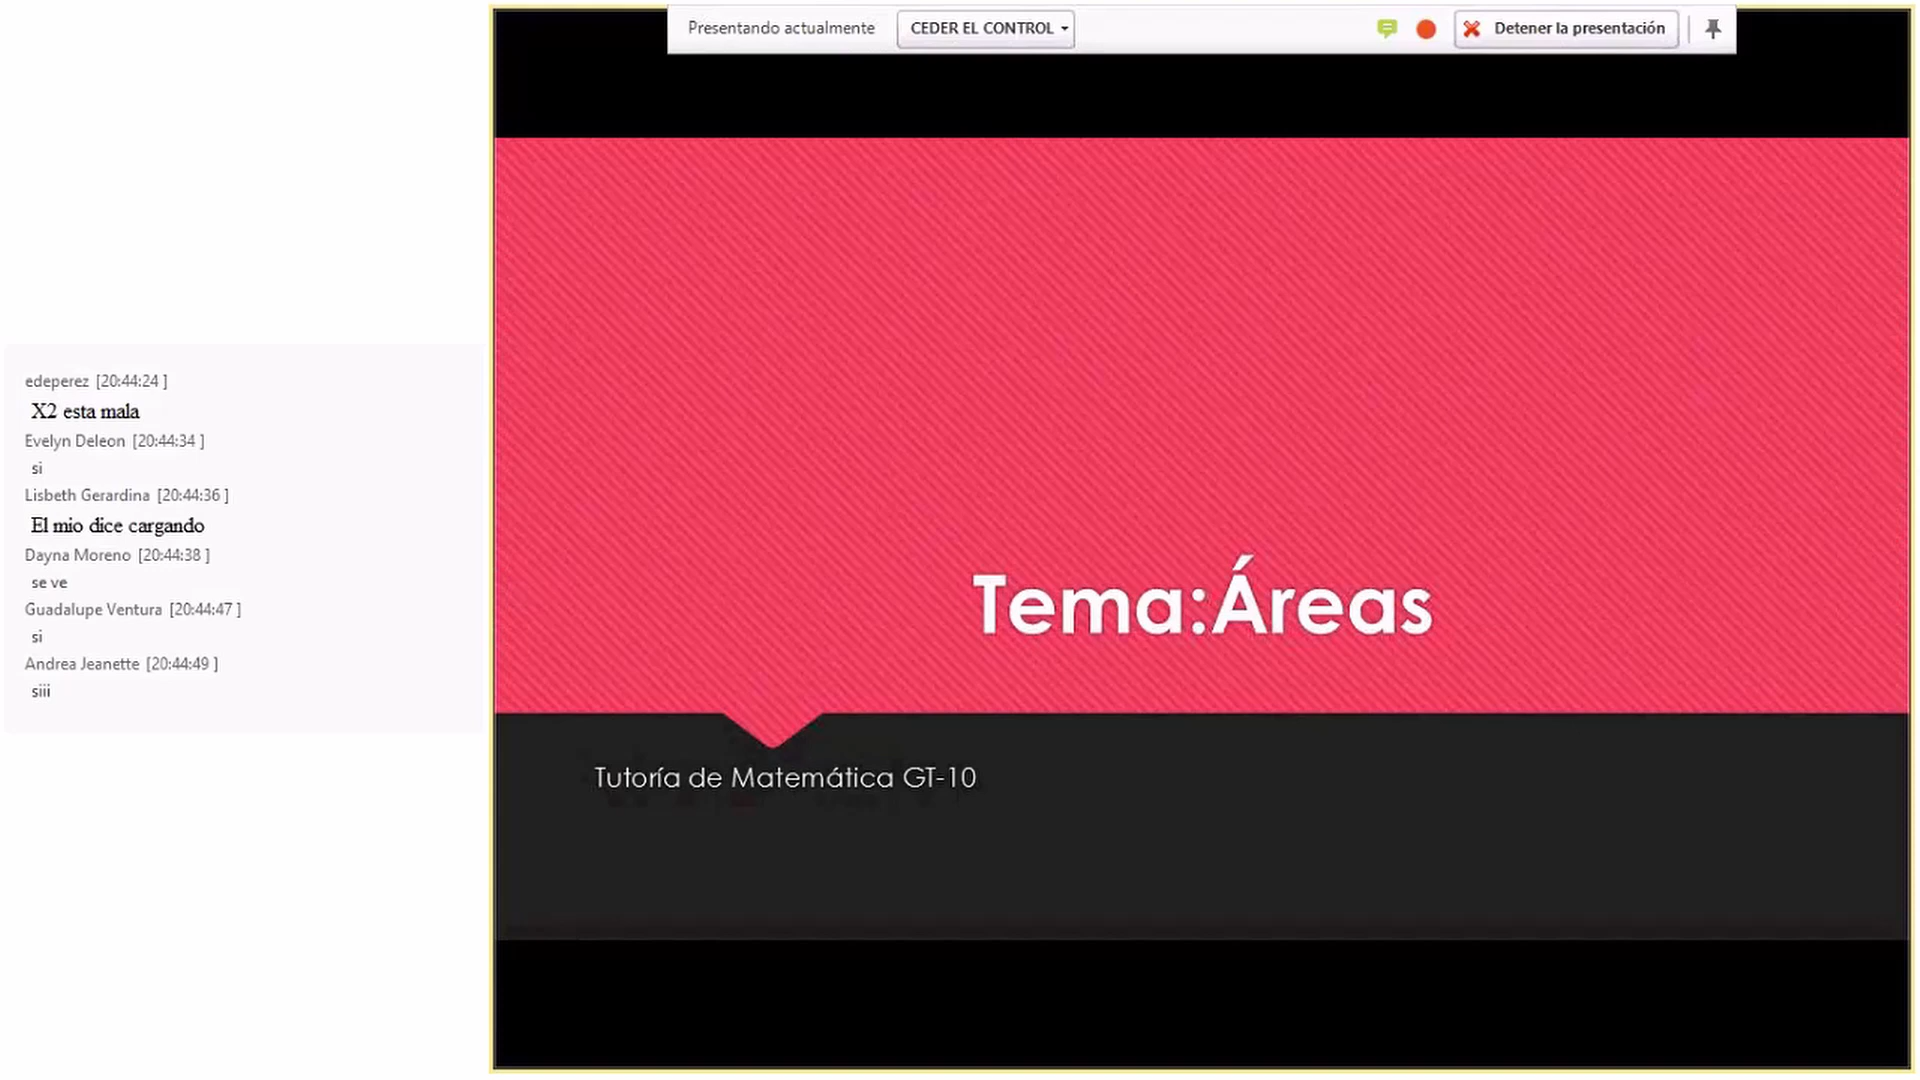 Presentando actualmente
CEDER EL CONTROL
Detener la presentación
edeperez [20:44:24 ]
X2 esta mala
Evelyn Deleon [20:44:34 ]
si
Lisbeth Gerardina [20:44:36 ]
El mio dice cargando
Dayna Moreno [20:44:38 ]
se ve
Guadalupe Ventura [20:44:47 ]
si
Andrea Jeanette [20:44:49 ]
siii
Tema:Áreas
Tutoría de Matemática GT-10